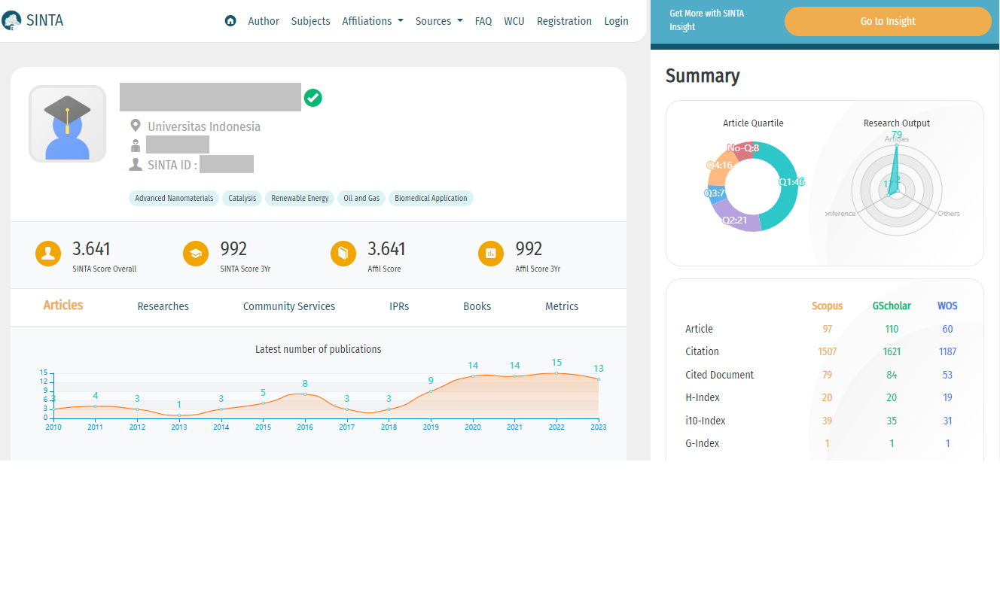 SINTA
Author Subjects Affiliations Sources FAQ WCU Registration Login
Get More with SINTA
Insight
Go to Insight
Universitas Indonesia
SINTA ID :
Advanced Nanomaterials Catalysis Renewable Energy Oil and Gas Biomedical Application
3.641 992 3.641 992
SINTA Score Overall SINTA Score 3Yr Affil Score Affil Score 3Yr
Articles Researches Community Services IPRs Books Metrics
Latest number of publications
15
12
9
6
3
0
3 4 3 1 3 5 8 3 3 9 14 14 15 13
2010 2011 2012 2013 2014 2015 2016 2017 2018 2019 2020 2021 2022 2023
Summary
Article Quartile
No-Q:8
Q4:16
Q1:46
Q3:7
Q2:21
Research Output
79
Articles
17 2
onference Others
Scopus GScholar WOS
Article 97 110 60
Citation 1507 1621 1187
Cited Document 79 84 53
H-Index 20 20 19
i10-Index 39 35 31
G-Index 1 1 1